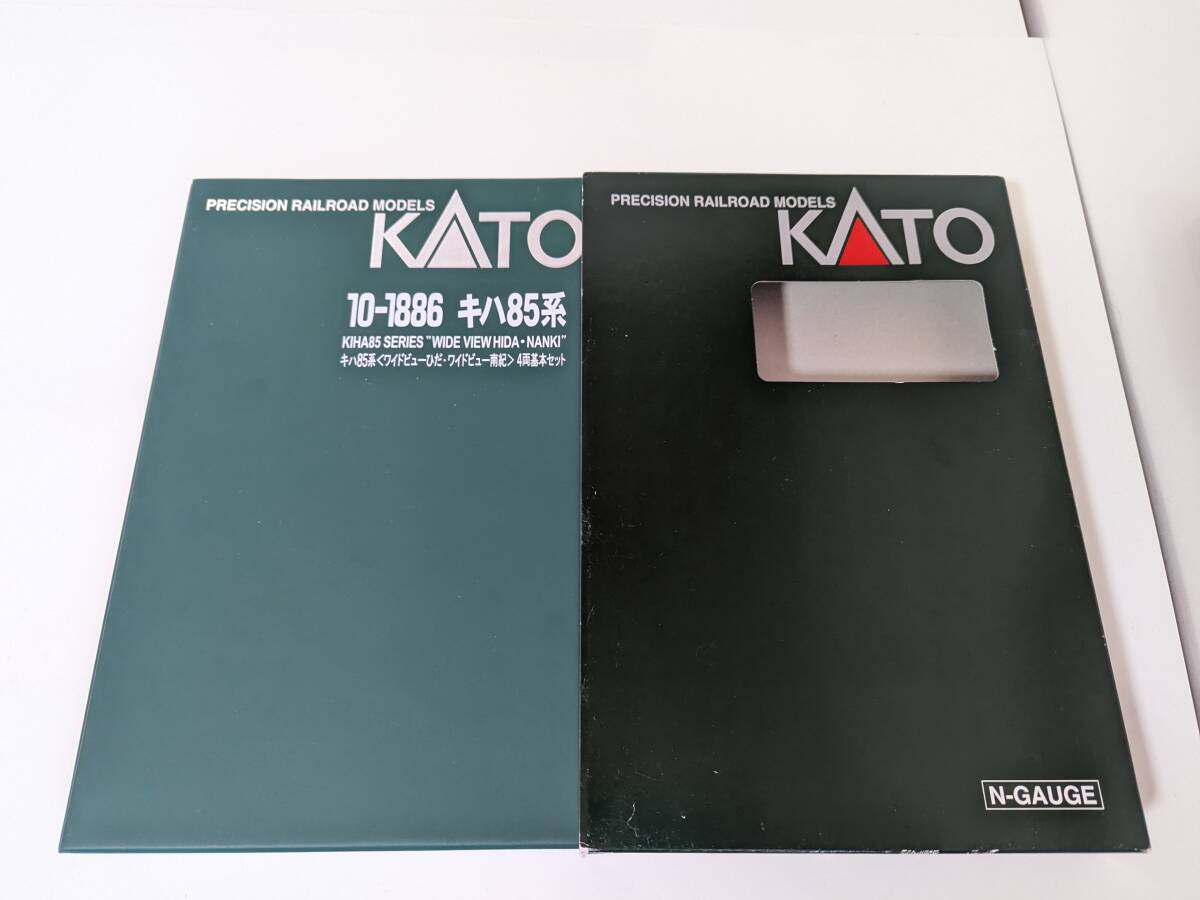 PRECISION RAILROAD MODELS
KATO
10-1886 キハ85系
KIHA85 SERIES "WIDE VIEW HIDA・NANKI"
キハ85系<ワイドビューひだ・ワイドビュー南紀> 4両基本セット
PRECISION RAILROAD MODELS
KATO
N-GAUGE